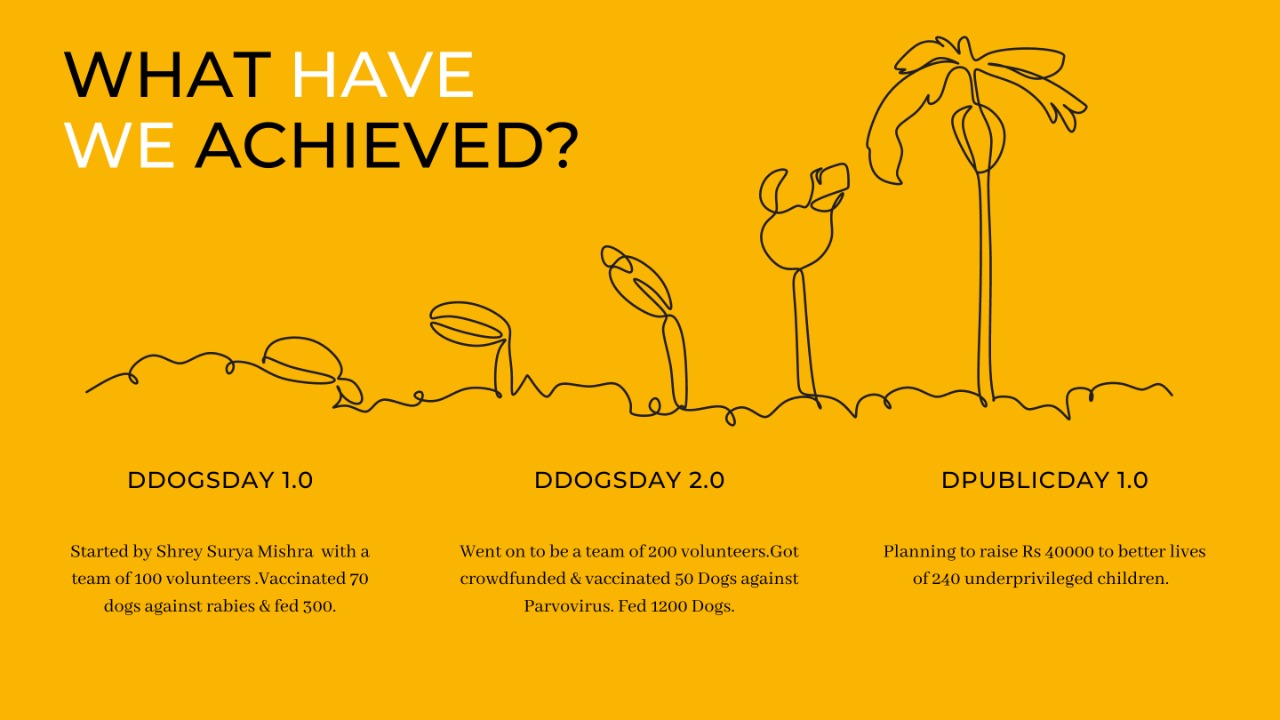 WHAT HAVE
WE ACHIEVED?
DDOGSDAY 1.0
Started by Shrey Surya Mishra  with a
team of 100 volunteers .Vaccinated 70
dogs against rabies & fed 300.
DDOGSDAY 2.0
Went on to be a team of 200 volunteers.Got
crowdfunded & vaccinated 50 Dogs against
Parvovirus. Fed 1200 Dogs.
DPUBLICDAY 1.0
Planning to raise Rs 40000 to better lives
of 240 underprivileged children.